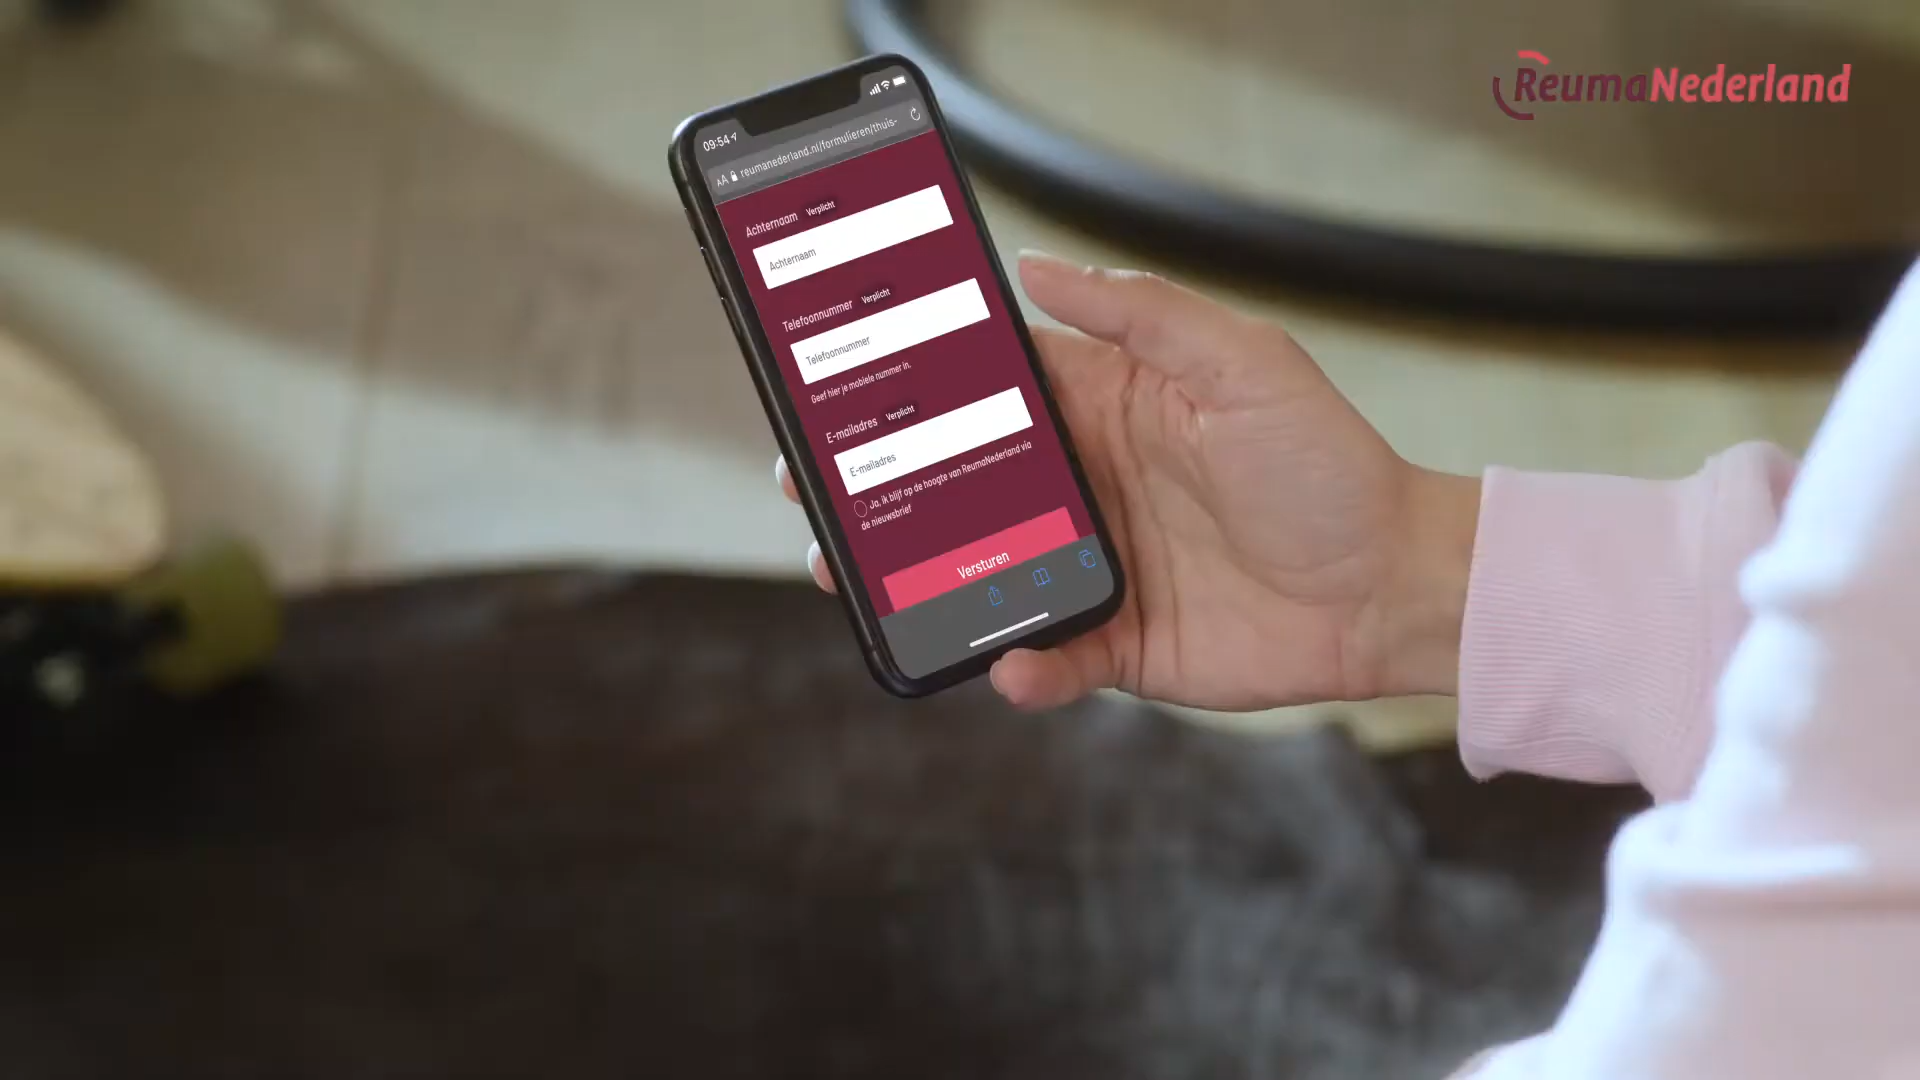 ReumaNederland
09:54
AA reumanederland.nl/formulieren/thuis-
Achternaam Verplicht
Achternaam
Telefoonnummer Verplicht
Telefoonnummer
Geef hier je mobiele nummer in.
E-mailadres Verplicht
E-mailadres
Ja, ik blijf op de hoogte van ReumaNederland via
de nieuwsbrief
Versturen